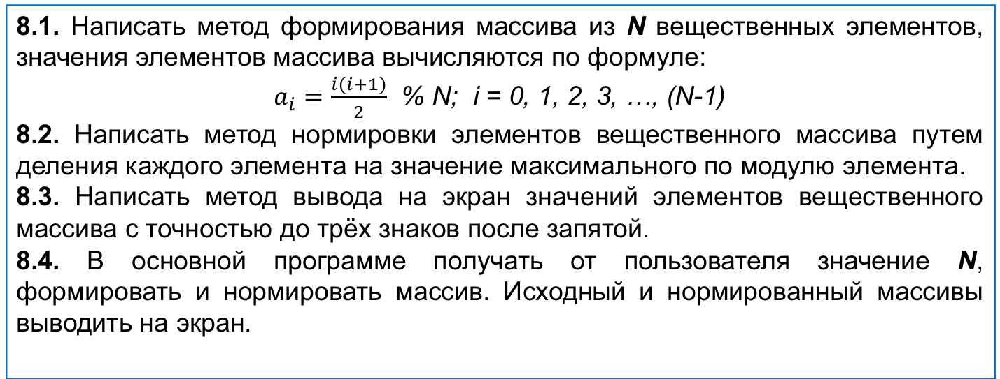 8.1. Написать метод формирования массива из N вещественных элементов,
значения элементов массива вычисляются по формуле:
aᵢ = i(i+1)/2 % N; i = 0, 1, 2, 3, …, (N-1)
8.2. Написать метод нормировки элементов вещественного массива путем
деления каждого элемента на значение максимального по модулю элемента.
8.3. Написать метод вывода на экран значений элементов вещественного
массива с точностью до трёх знаков после запятой.
8.4. В основной программе получать от пользователя значение N,
формировать и нормировать массив. Исходный и нормированный массивы
выводить на экран.